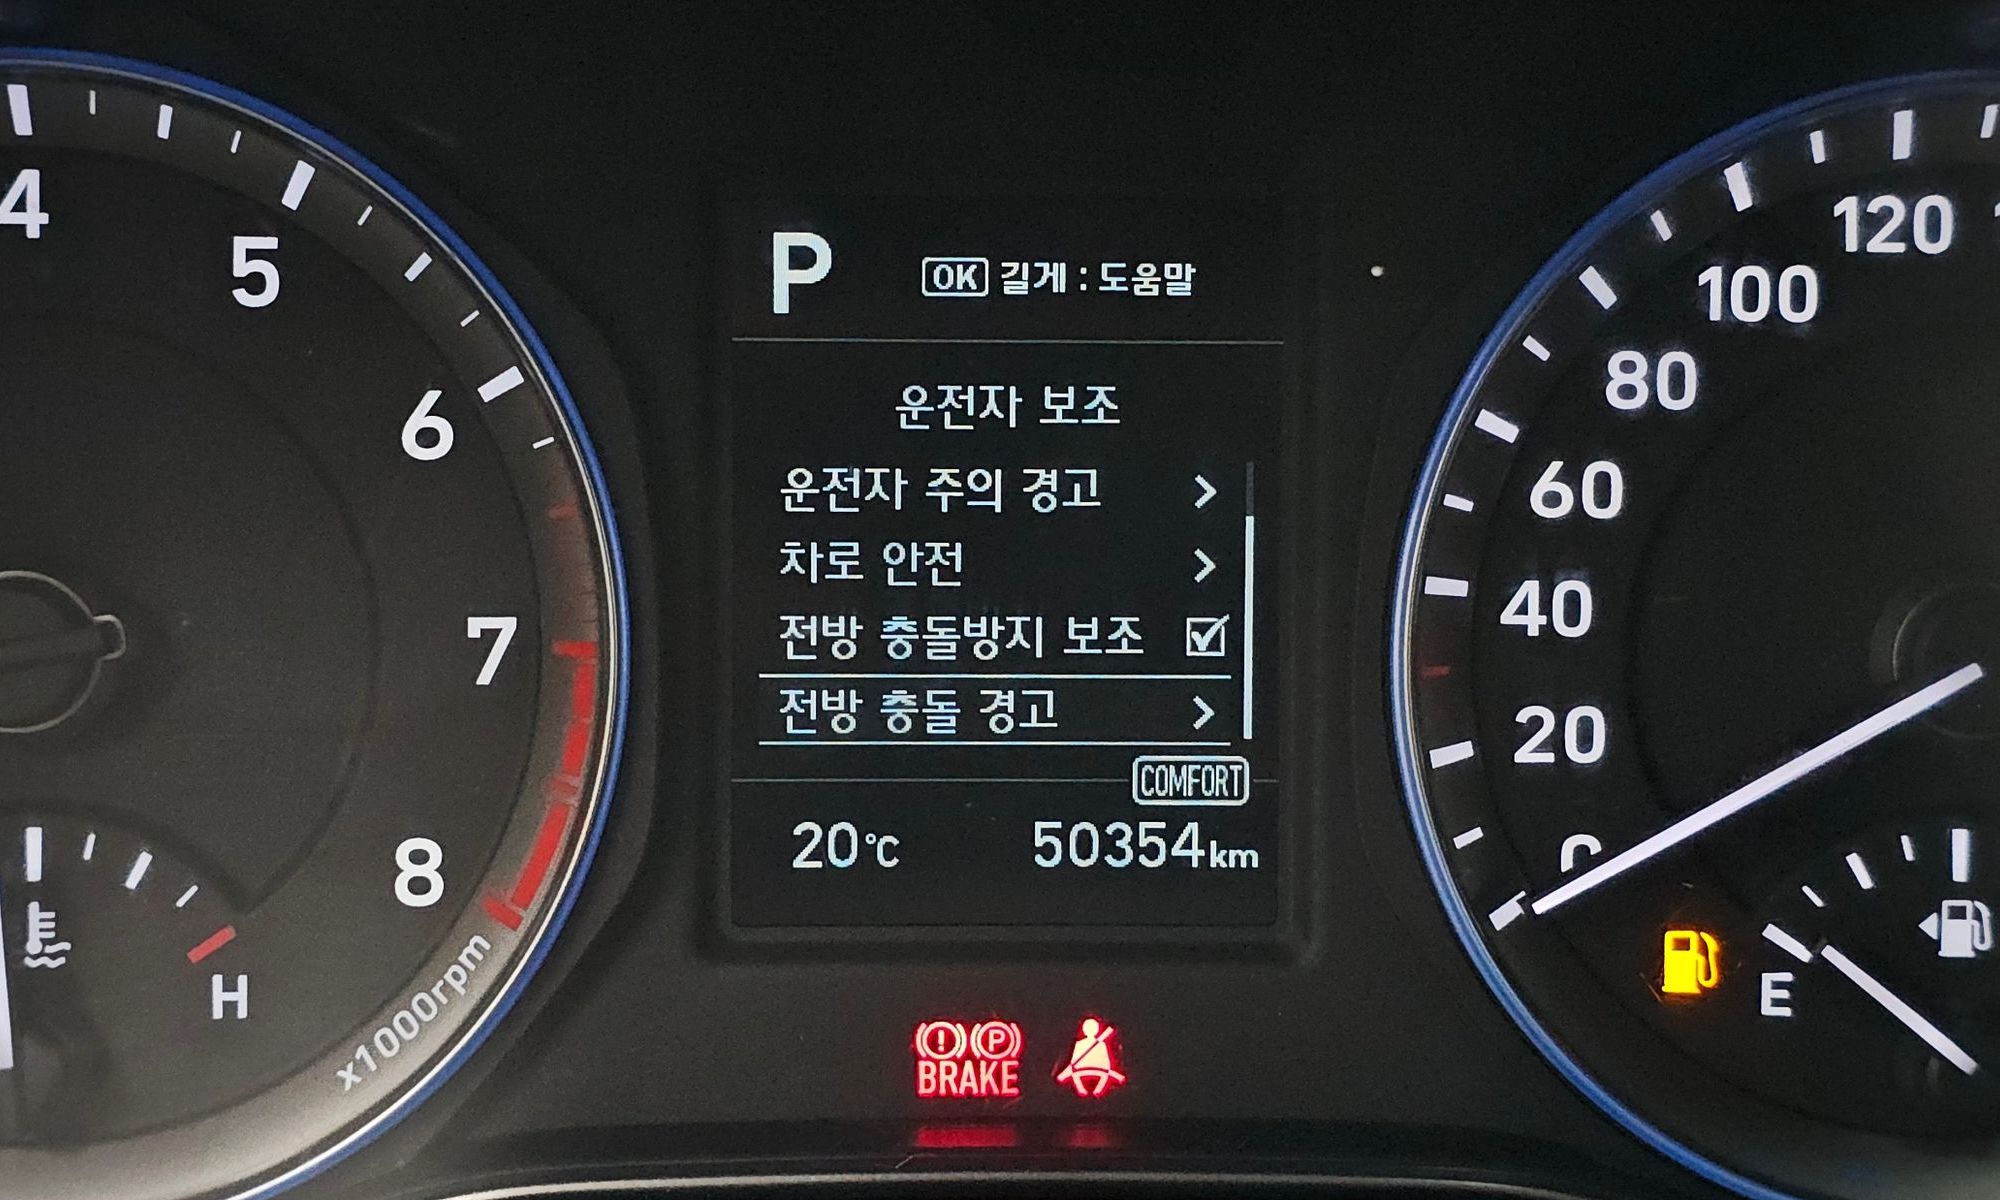 4
5
6
7
8
x1000rpm
H
P
OK 길게 : 도움말
운전자 보조
운전자 주의 경고 >
차로 안전 >
전방 충돌방지 보조
전방 충돌 경고 >
COMFORT
20℃ 50354km
BRAKE
P
120
100
80
60
40
20
0
E